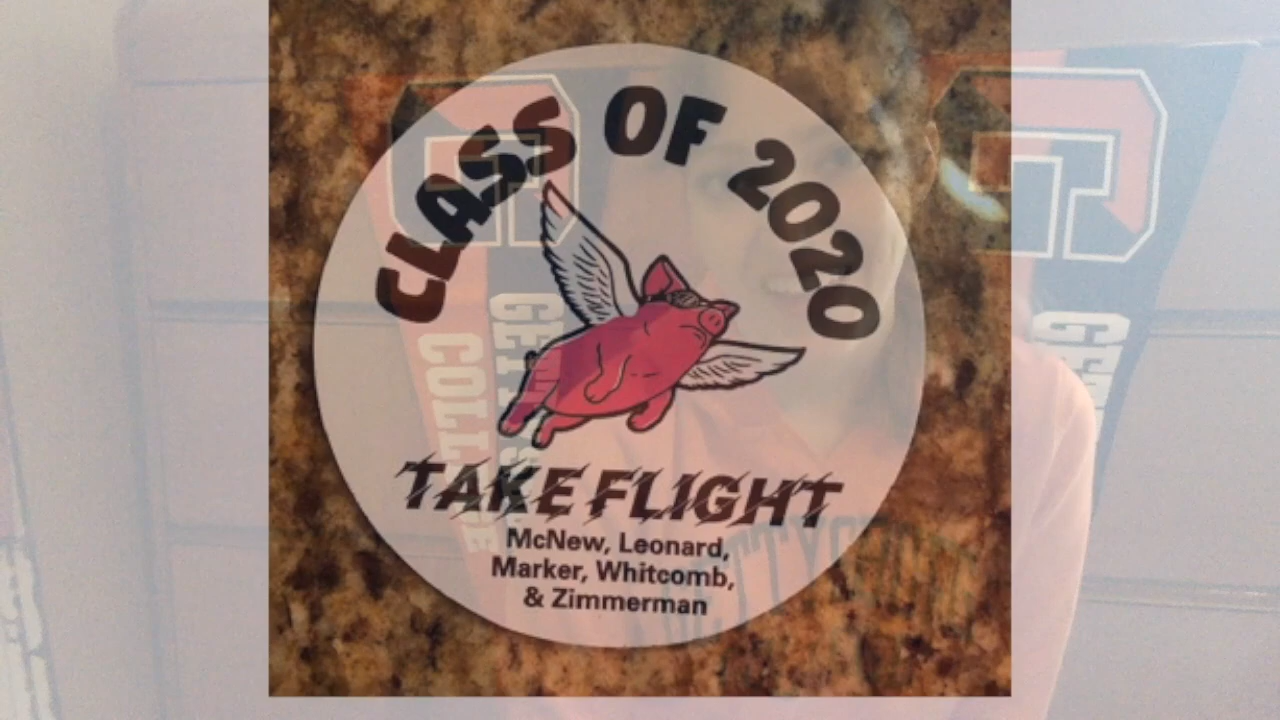 CLASS OF 2020
TAKE FLIGHT
McNew, Leonard,
Marker, Whitcomb,
& Zimmerman
G
COLLEGE
G